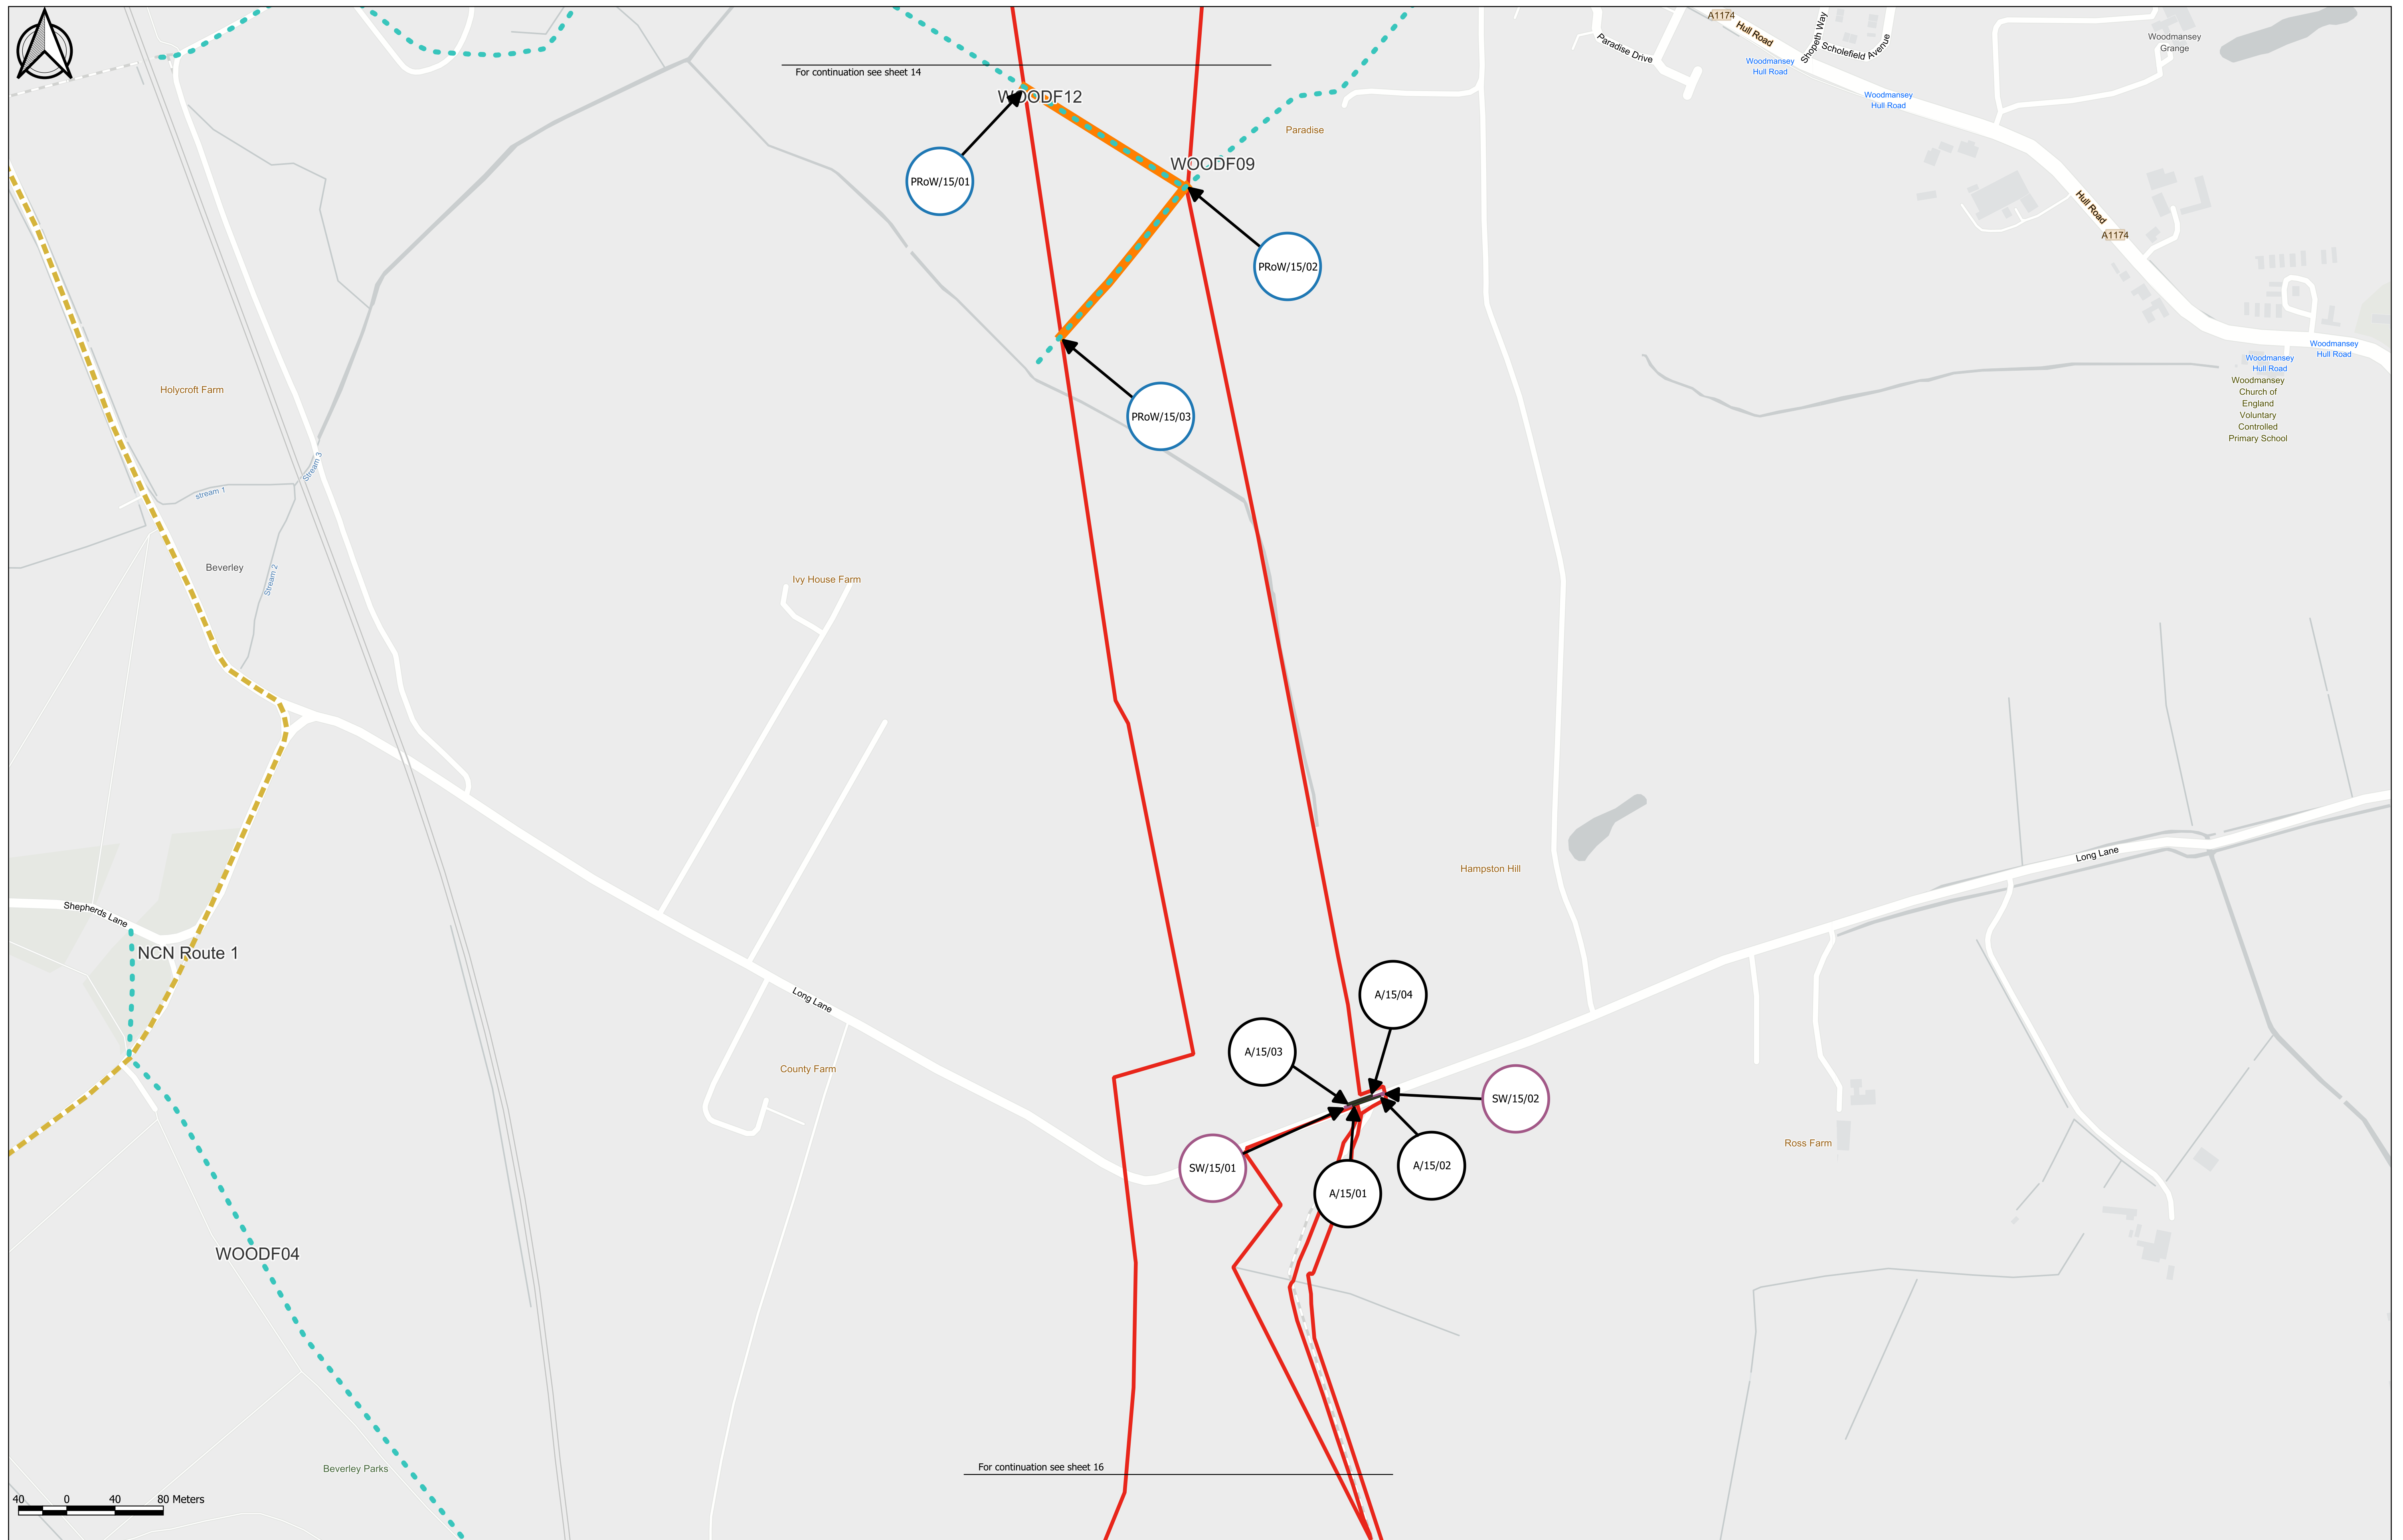 A1174
Hull Road
Shopeth Way
Scholefield Avenue
Paradise Drive
Woodmansey
Hull Road
Woodmansey
Grange
For continuation see sheet 14
WOODF12
Woodmansey
Hull Road
Paradise
WOODF09
PRoW/15/01
Hull Road
A1174
PRoW/15/02
Woodmansey
Hull Road
Woodmansey
Hull Road
Woodmansey
Church of
England
Voluntary
Controlled
Primary School
Holycroft Farm
PRoW/15/03
Stream 3
stream 1
Beverley
Stream 2
Ivy House Farm
Long Lane
Hampston Hill
Shepherds Lane
NCN Route 1
Long Lane
A/15/04
A/15/03
County Farm
SW/15/02
Ross Farm
SW/15/01
A/15/02
A/15/01
WOODF04
Beverley Parks
For continuation see sheet 16
40 0 40 80 Meters